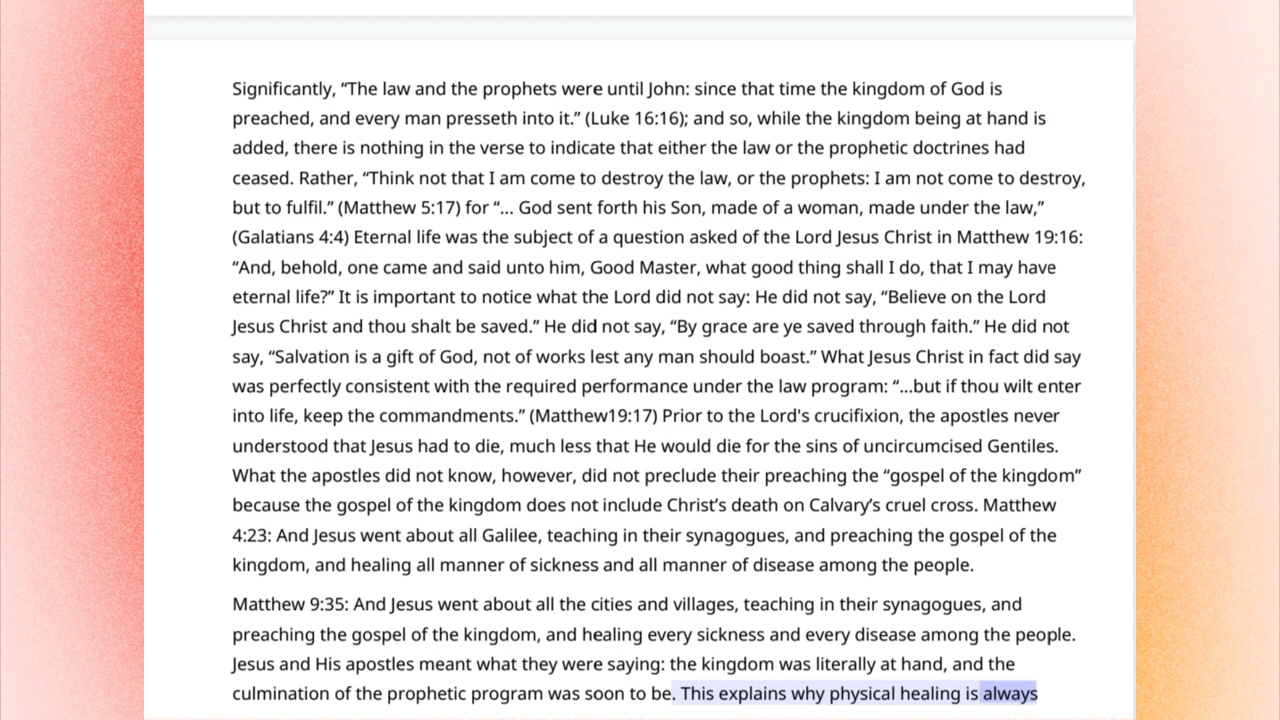 Significantly, “The law and the prophets were until John: since that time the kingdom of God is
preached, and every man presseth into it.” (Luke 16:16); and so, while the kingdom being at hand is
added, there is nothing in the verse to indicate that either the law or the prophetic doctrines had
ceased. Rather, “Think not that I am come to destroy the law, or the prophets: I am not come to destroy,
but to fulfil.” (Matthew 5:17) for “... God sent forth his Son, made of a woman, made under the law,”
(Galatians 4:4) Eternal life was the subject of a question asked of the Lord Jesus Christ in Matthew 19:16:
“And, behold, one came and said unto him, Good Master, what good thing shall I do, that I may have
eternal life?” It is important to notice what the Lord did not say: He did not say, “Believe on the Lord
Jesus Christ and thou shalt be saved.” He did not say, “By grace are ye saved through faith.” He did not
say, “Salvation is a gift of God, not of works lest any man should boast.” What Jesus Christ in fact did say
was perfectly consistent with the required performance under the law program: “...but if thou wilt enter
into life, keep the commandments.” (Matthew19:17) Prior to the Lord's crucifixion, the apostles never
understood that Jesus had to die, much less that He would die for the sins of uncircumcised Gentiles.
What the apostles did not know, however, did not preclude their preaching the “gospel of the kingdom”
because the gospel of the kingdom does not include Christ’s death on Calvary’s cruel cross. Matthew
4:23: And Jesus went about all Galilee, teaching in their synagogues, and preaching the gospel of the
kingdom, and healing all manner of sickness and all manner of disease among the people.
Matthew 9:35: And Jesus went about all the cities and villages, teaching in their synagogues, and
preaching the gospel of the kingdom, and healing every sickness and every disease among the people.
Jesus and His apostles meant what they were saying: the kingdom was literally at hand, and the
culmination of the prophetic program was soon to be. This explains why physical healing is always